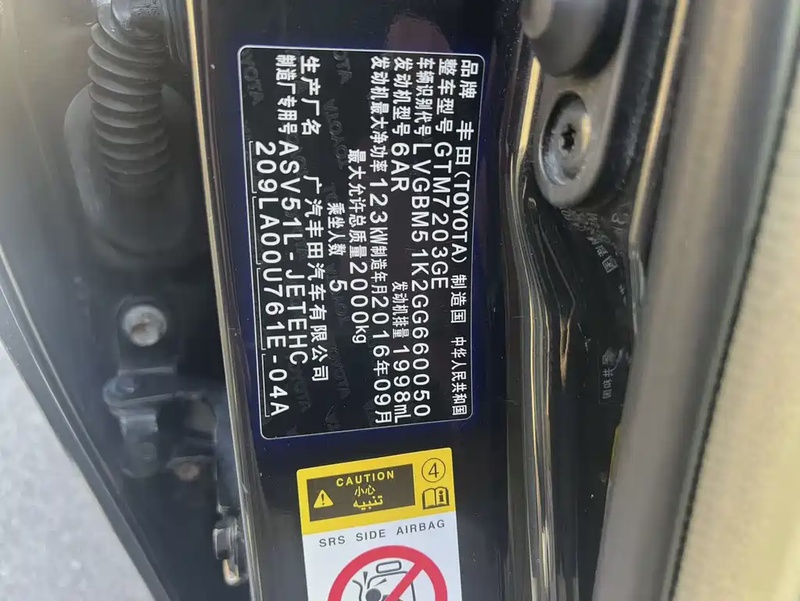 品牌 丰田(TOYOTA) 制造国 中华人民共和国
整车型号 GTM7203GE
车辆识别代号 LVGBM51K2GG660050
发动机型号 6AR 发动机排量 1998mL
发动机最大净功率 123kW 制造年月 2016年09月
最大允许总质量 2000kg
乘坐人数 5
生产厂名 广汽丰田汽车有限公司
制造厂专用号 ASV51L-JETEHC
209LA00U761E-04A
CAUTION
小心
تنبيه
4
SRS SIDE AIRBAG